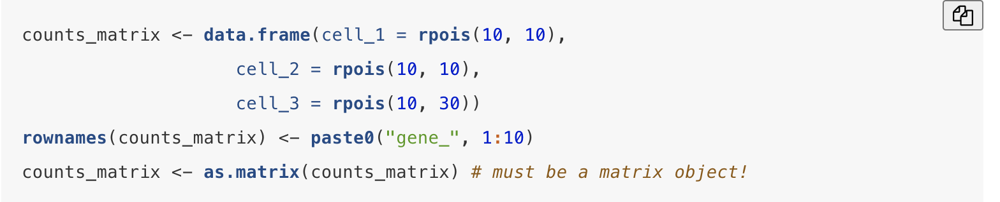 counts_matrix <- data.frame(cell_1 = rpois(10, 10),
                    cell_2 = rpois(10, 10),
                    cell_3 = rpois(10, 30))
rownames(counts_matrix) <- paste0("gene_", 1:10)
counts_matrix <- as.matrix(counts_matrix) # must be a matrix object!